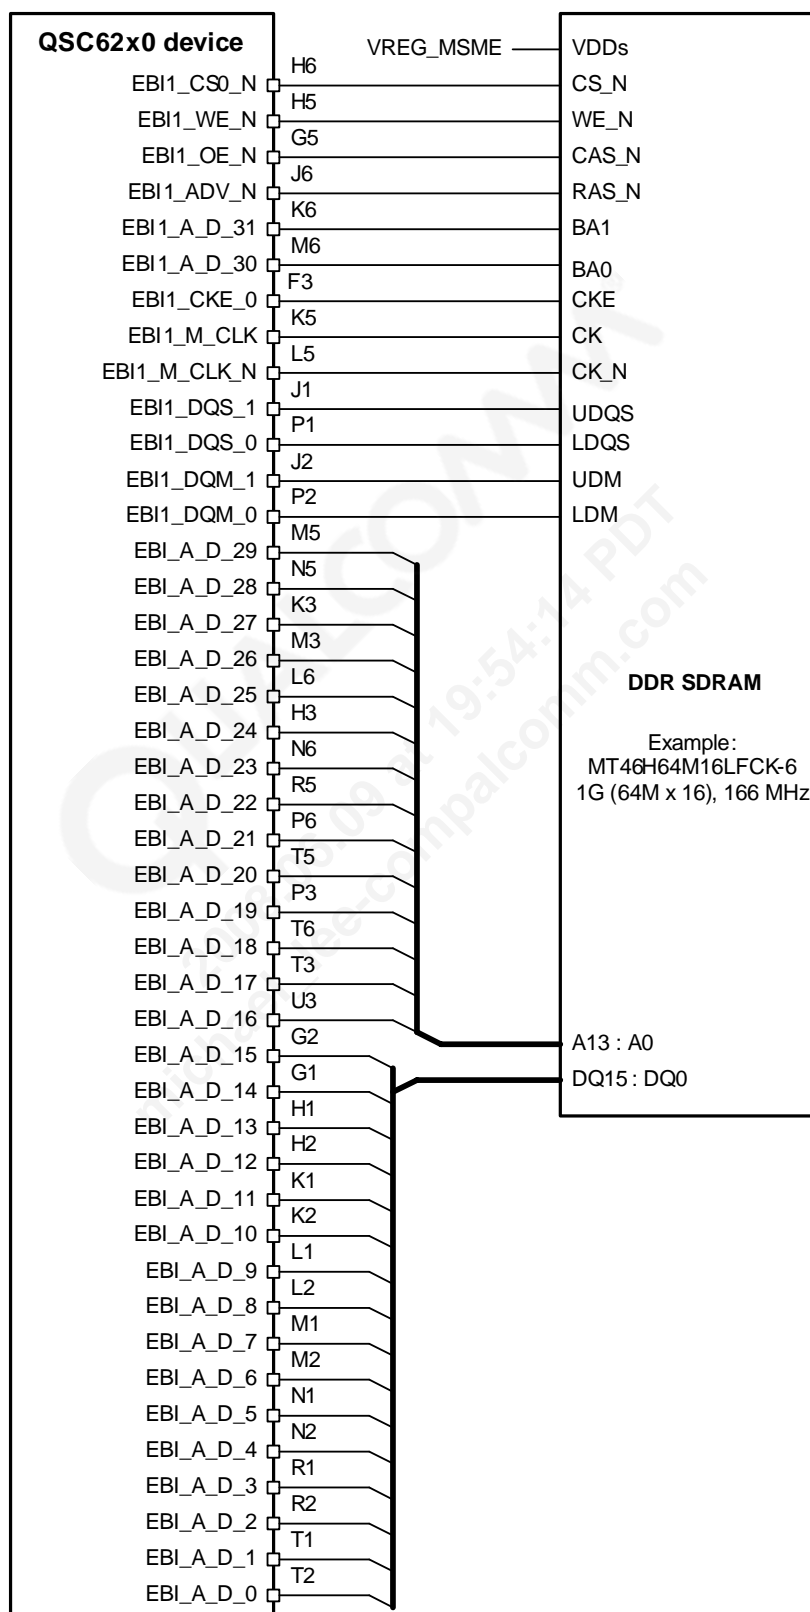 QSC62x0 device
VREG_MSME
VDDs
EBI1_CS0_N H6 CS_N
EBI1_WE_N H5 WE_N
EBI1_OE_N G5 CAS_N
EBI1_ADV_N J6 RAS_N
EBI1_A_D_31 K6 BA1
EBI1_A_D_30 M6 BA0
EBI1_CKE_0 F3 CKE
EBI1_M_CLK K5 CK
EBI1_M_CLK_N L5 CK_N
EBI1_DQS_1 J1 UDQS
EBI1_DQS_0 P1 LDQS
EBI1_DQM_1 J2 UDM
EBI1_DQM_0 P2 LDM
EBI_A_D_29 M5
EBI_A_D_28 N5
EBI_A_D_27 K3
EBI_A_D_26 M3
EBI_A_D_25 L6
EBI_A_D_24 H3
EBI_A_D_23 N6
EBI_A_D_22 R5
EBI_A_D_21 P6
EBI_A_D_20 T5
EBI_A_D_19 P3
EBI_A_D_18 T6
EBI_A_D_17 T3
EBI_A_D_16 U3
EBI_A_D_15 G2
EBI_A_D_14 G1
EBI_A_D_13 H1
EBI_A_D_12 H2
EBI_A_D_11 K1
EBI_A_D_10 K2
EBI_A_D_9 L1
EBI_A_D_8 L2
EBI_A_D_7 M1
EBI_A_D_6 M2
EBI_A_D_5 N1
EBI_A_D_4 N2
EBI_A_D_3 R1
EBI_A_D_2 R2
EBI_A_D_1 T1
EBI_A_D_0 T2
DDR SDRAM
Example:
MT46H64M16LFCK-6
1G (64M x 16), 166 MHz
A13 : A0
DQ15 : DQ0
QUALCOMM